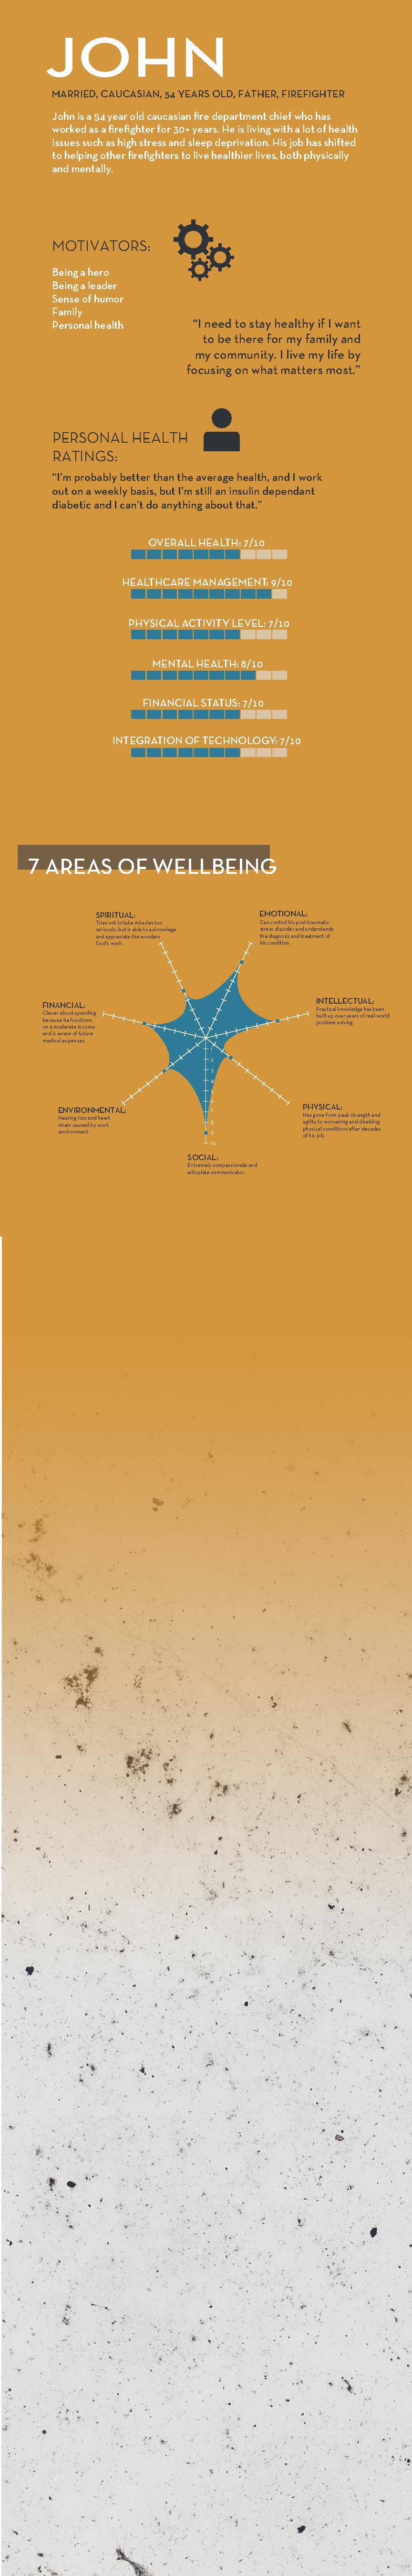 JOHN
MARRIED, CAUCASIAN, 54 YEARS OLD, FATHER, FIREFIGHTER
John is a 54 year old caucasian fire department chief who has
worked as a firefighter for 30+ years. He is living with a lot of health
issues such as high stress and sleep deprivation. His job has shifted
to helping other firefighters to live healthier lives, both physically
and mentally.
MOTIVATORS:
Being a hero
Being a leader
Sense of humor
Family
Personal health
“I need to stay healthy if I want
to be there for my family and
my community. I live my life by
focusing on what matters most.”
PERSONAL HEALTH
RATINGS:
“I’m probably better than the average health, and I work
out on a weekly basis, but I’m still an insulin dependant
diabetic and I can’t do anything about that.”
OVERALL HEALTH: 7/10
HEALTHCARE MANAGEMENT: 9/10
PHYSICAL ACTIVITY LEVEL: 7/10
MENTAL HEALTH: 8/10
FINANCIAL STATUS: 7/10
INTEGRATION OF TECHNOLOGY: 7/10
7 AREAS OF WELLBEING
SPIRITUAL:
Tries not to take miracles too
seriously, but is able to acknowlege
and appreciate the wonders
God’s work.
EMOTIONAL:
Can control his post traumatic
stress disorder and understands
the diagnosis and treatment of
his condition.
FINANCIAL:
Clever about spending
because he functions
on a moderate income
and is aware of future
medical expenses.
INTELLECTUAL:
Practical knowledge has been
built up over years of real-world
problem solving.
ENVIRONMENTAL:
Hearing loss and heart
strain caused by work
environment.
PHYSICAL:
Has gone from peak strength and
agility to worsening and disabling
physical conditions after decades
of his job.
1
2
3
4
5
6
7
8
9
10
SOCIAL:
Extremely compassionate and
articulate communicator.